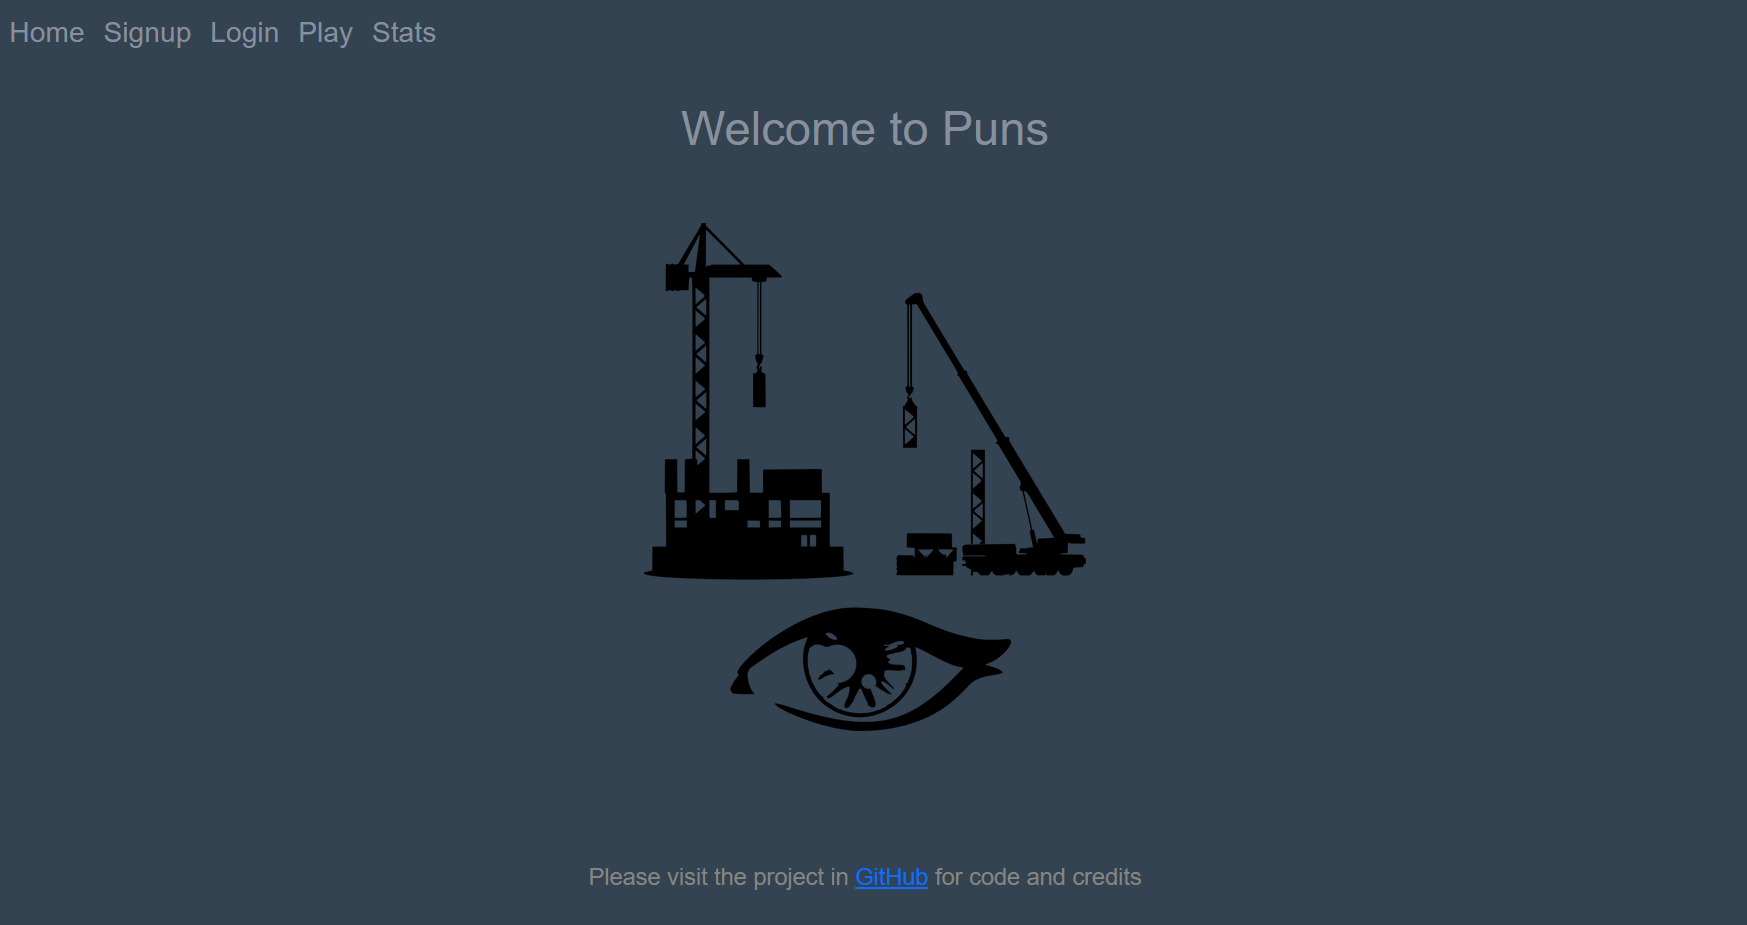 Home Signup Login Play Stats
Welcome to Puns
Please visit the project in GitHub for code and credits